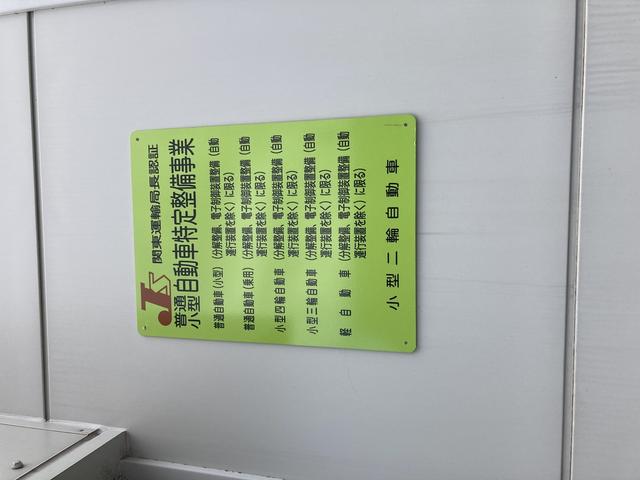 JS 関東運輸局長認証
普通
小型 自動車特定整備事業
普通自動車(小型)(分解整備、電子制御装置整備(自動
運行装置を除く)に限る)
普通自動車(乗用)(分解整備、電子制御装置整備(自動
運行装置を除く)に限る)
小型四輪自動車(分解整備、電子制御装置整備(自動
運行装置を除く)に限る)
小型三輪自動車(分解整備、電子制御装置整備(自動
運行装置を除く)に限る)
軽自動車(分解整備、電子制御装置整備(自動
運行装置を除く)に限る)
小型二輪自動車